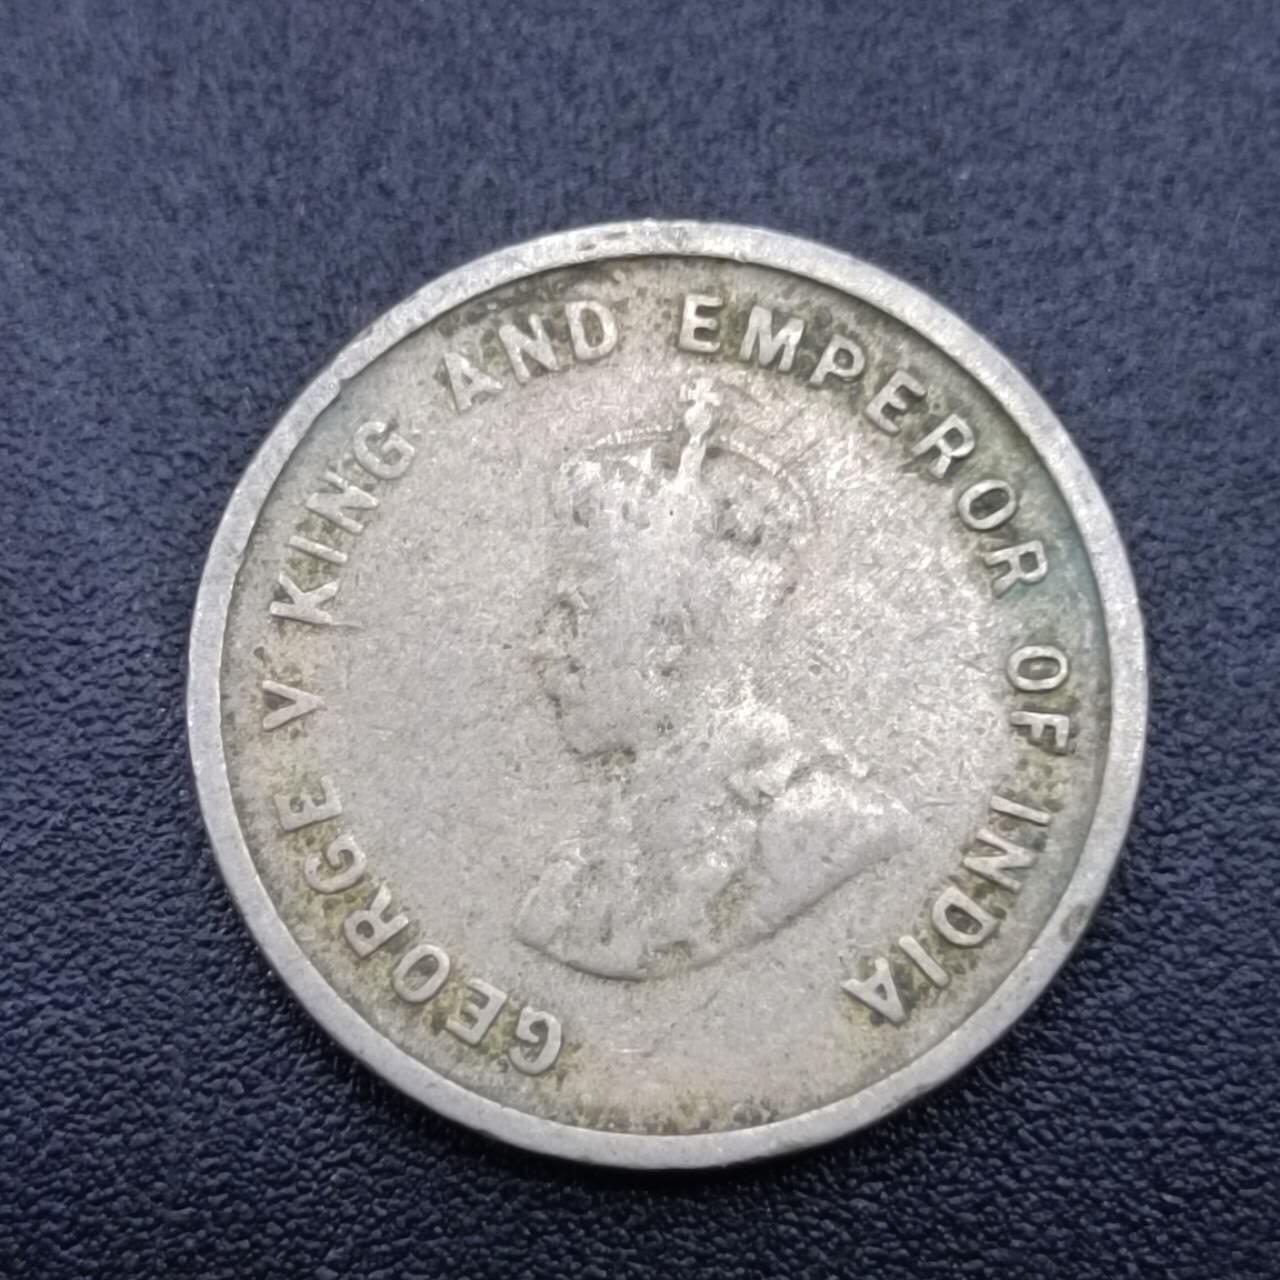 GEORGE V KING AND EMPEROR OF INDIA